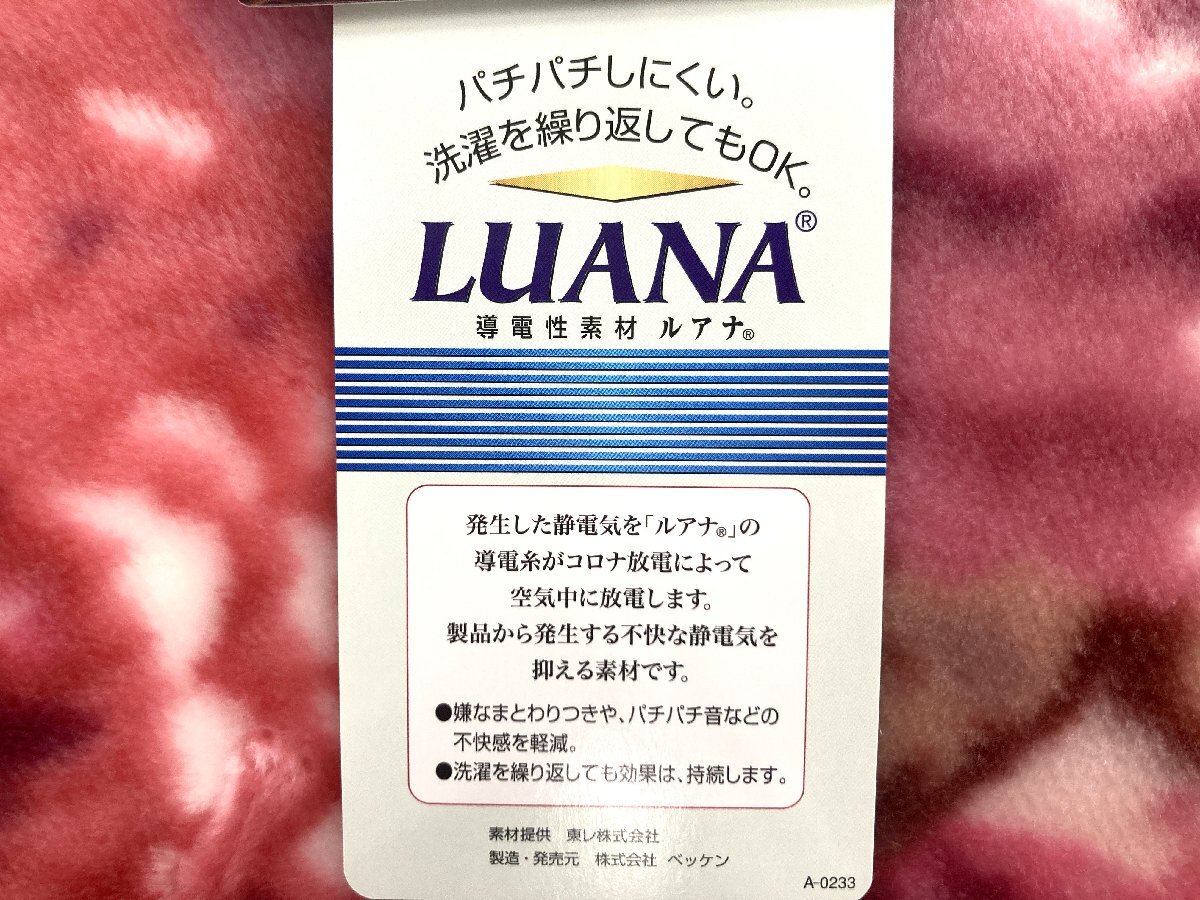 パチパチしにくい。
洗濯を繰り返してもOK。
LUANA®
導電性素材 ルアナ®
発生した静電気を「ルアナ®」の
導電糸がコロナ放電によって
空気中に放電します。
製品から発生する不快な静電気を
抑える素材です。
●嫌なまとわりつきや、パチパチ音などの
不快感を軽減。
●洗濯を繰り返しても効果は、持続します。
素材提供 東レ株式会社
製造・発売元 株式会社 ベッケン
A-0233